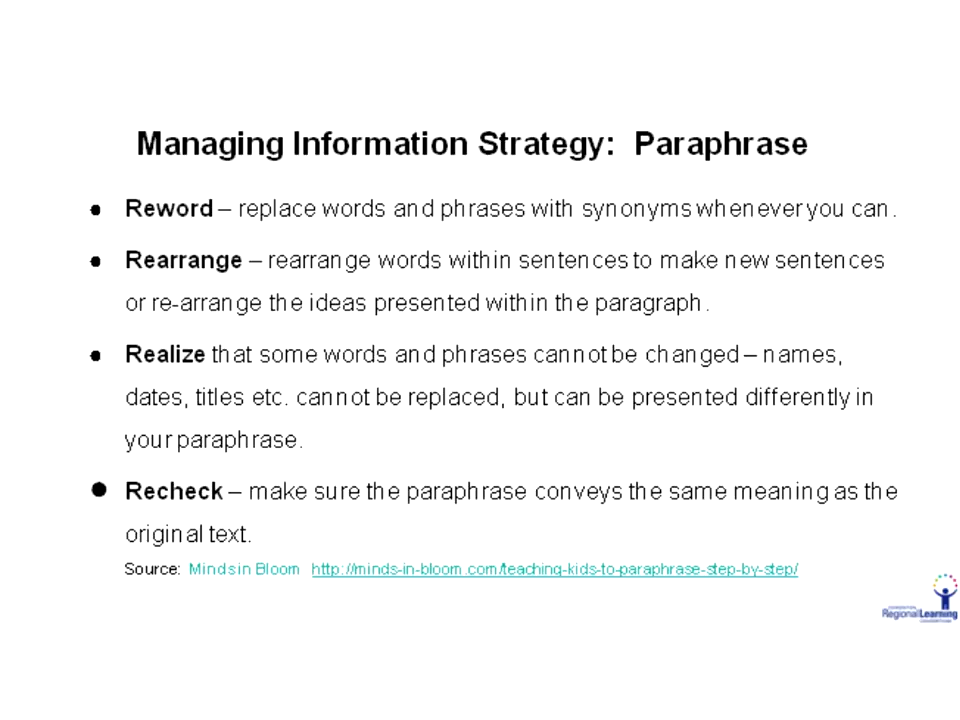 Managing Information Strategy: Paraphrase
● Reword – replace words and phrases with synonyms whenever you can.
● Rearrange – rearrange words within sentences to make new sentences
or re-arrange the ideas presented within the paragraph.
● Realize that some words and phrases cannot be changed – names,
dates, titles etc. cannot be replaced, but can be presented differently in
your paraphrase.
● Recheck – make sure the paraphrase conveys the same meaning as the
original text.
Source: Minds in Bloom http://minds-in-bloom.com/teaching-kids-to-paraphrase-step-by-step/
RegionalLearning